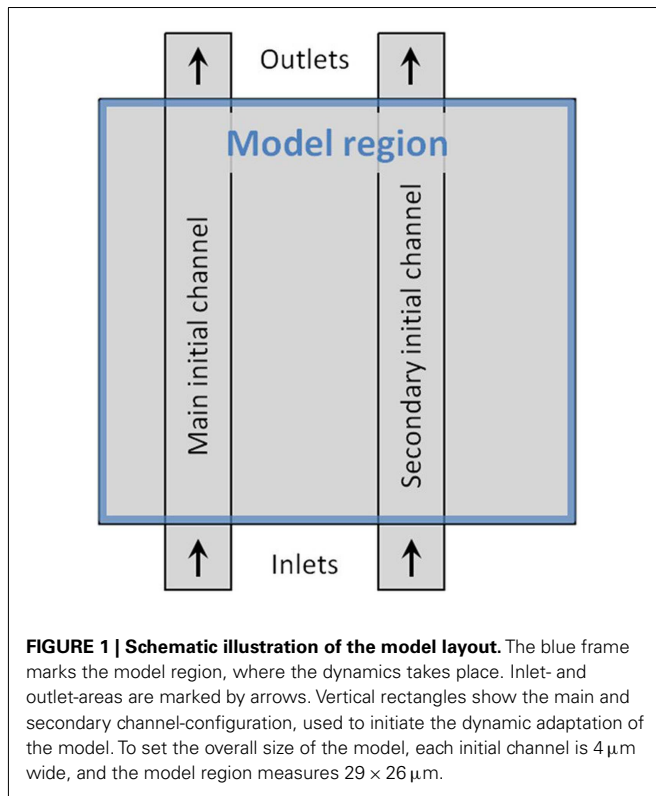 Outlets
Model region
Main initial channel
Secondary initial channel
Inlets
FIGURE 1 | Schematic illustration of the model layout. The blue frame
marks the model region, where the dynamics takes place. Inlet- and
outlet-areas are marked by arrows. Vertical rectangles show the main and
secondary channel-configuration, used to initiate the dynamic adaptation of
the model. To set the overall size of the model, each initial channel is 4 μm
wide, and the model region measures 29 × 26 μm.